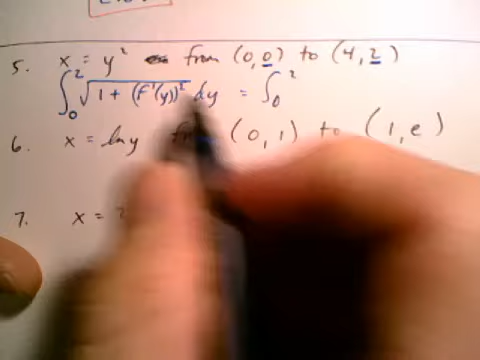 5. x = y² from (0,0) to (4,2)
∫₀² √(1 + (f'(y))²) dy = ∫₀²
6. x = ln y (0,1) to (1,e)
7. x =